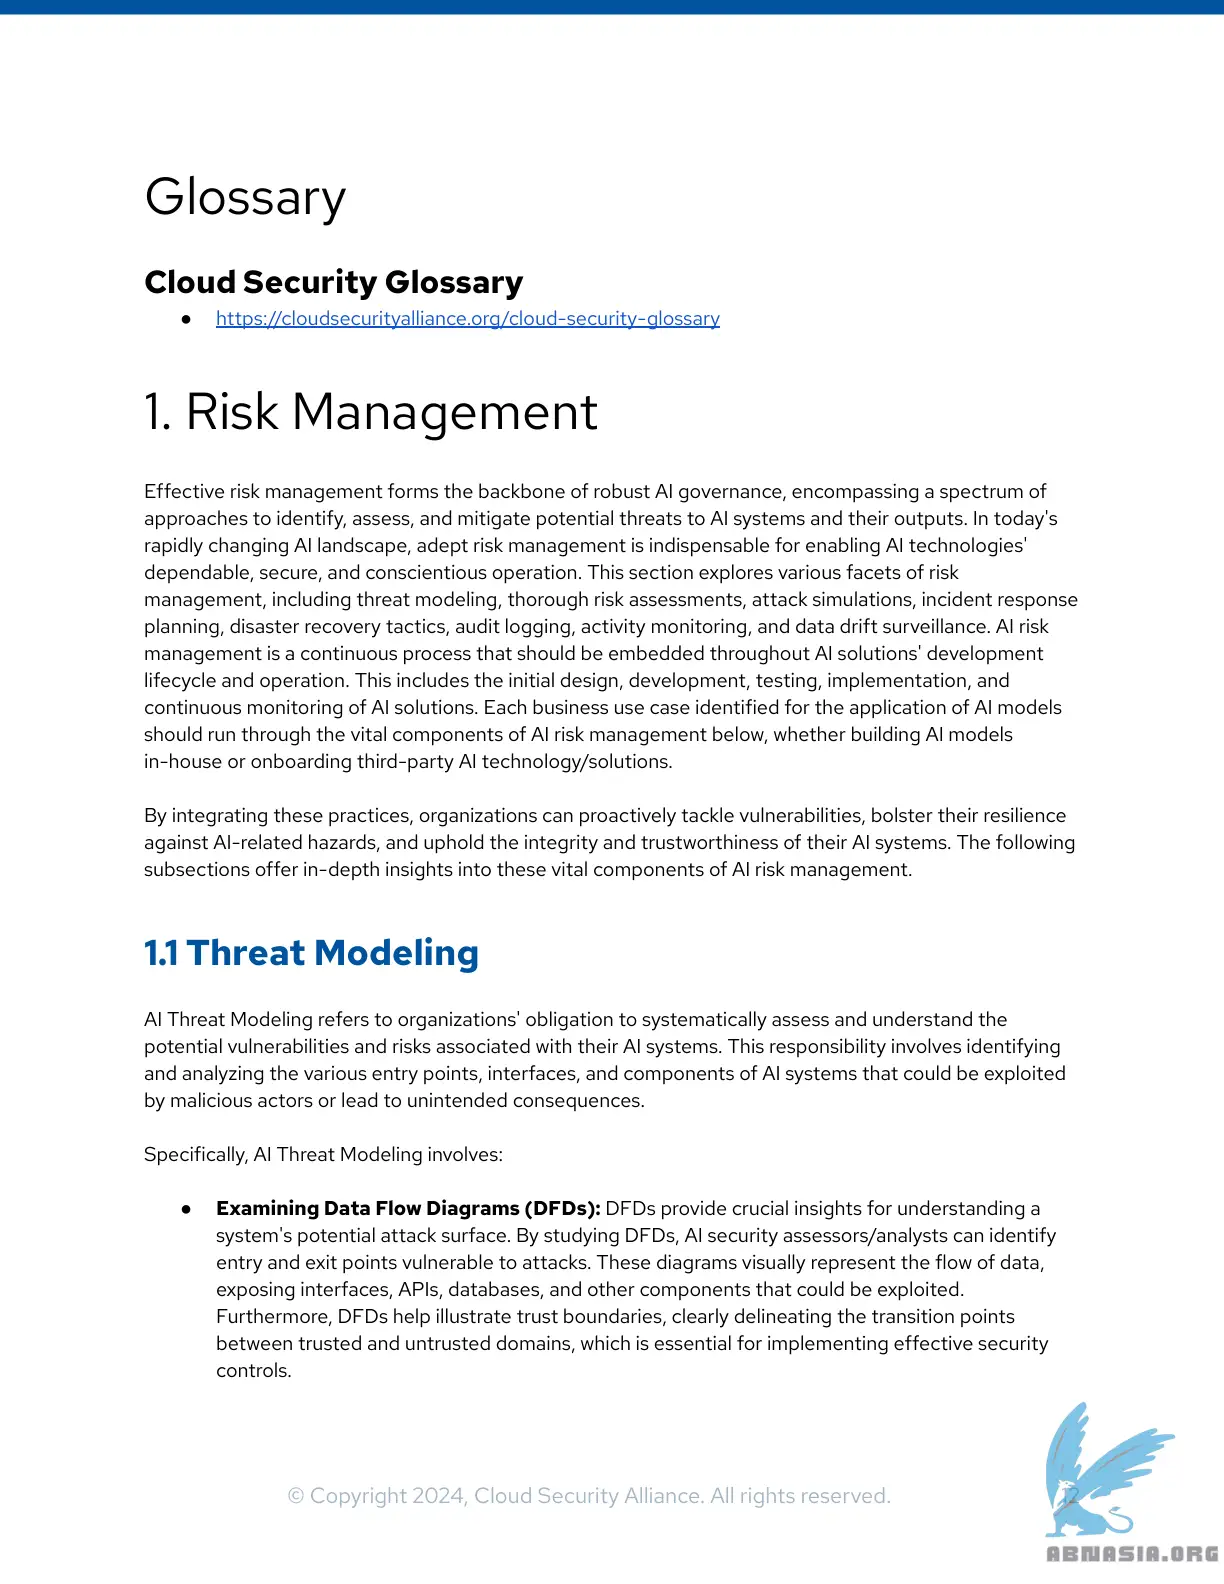 Glossary
Cloud Security Glossary
● https://cloudsecurityalliance.org/cloud-security-glossary
1. Risk Management
Effective risk management forms the backbone of robust AI governance, encompassing a spectrum of
approaches to identify, assess, and mitigate potential threats to AI systems and their outputs. In today's
rapidly changing AI landscape, adept risk management is indispensable for enabling AI technologies'
dependable, secure, and conscientious operation. This section explores various facets of risk
management, including threat modeling, thorough risk assessments, attack simulations, incident response
planning, disaster recovery tactics, audit logging, activity monitoring, and data drift surveillance. AI risk
management is a continuous process that should be embedded throughout AI solutions' development
lifecycle and operation. This includes the initial design, development, testing, implementation, and
continuous monitoring of AI solutions. Each business use case identified for the application of AI models
should run through the vital components of AI risk management below, whether building AI models
in-house or onboarding third-party AI technology/solutions.
By integrating these practices, organizations can proactively tackle vulnerabilities, bolster their resilience
against AI-related hazards, and uphold the integrity and trustworthiness of their AI systems. The following
subsections offer in-depth insights into these vital components of AI risk management.
1.1 Threat Modeling
AI Threat Modeling refers to organizations' obligation to systematically assess and understand the
potential vulnerabilities and risks associated with their AI systems. This responsibility involves identifying
and analyzing the various entry points, interfaces, and components of AI systems that could be exploited
by malicious actors or lead to unintended consequences.
Specifically, AI Threat Modeling involves:
● Examining Data Flow Diagrams (DFDs): DFDs provide crucial insights for understanding a
system's potential attack surface. By studying DFDs, AI security assessors/analysts can identify
entry and exit points vulnerable to attacks. These diagrams visually represent the flow of data,
exposing interfaces, APIs, databases, and other components that could be exploited.
Furthermore, DFDs help illustrate trust boundaries, clearly delineating the transition points
between trusted and untrusted domains, which is essential for implementing effective security
controls.
© Copyright 2024, Cloud Security Alliance. All rights reserved.
12
ABNASIA.ORG